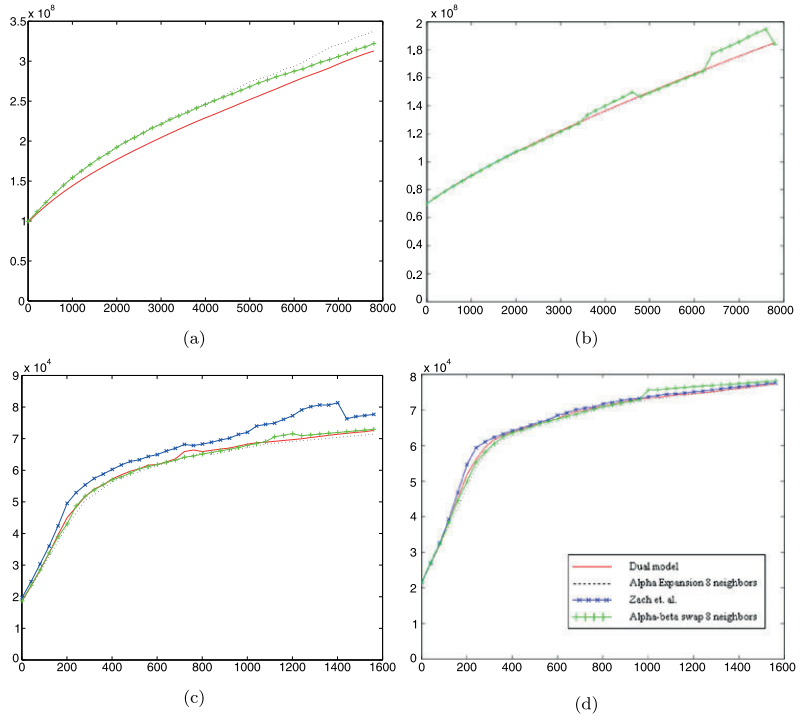 x 10^8
3.5
3
2.5
2
1.5
1
0.5
0
0 1000 2000 3000 4000 5000 6000 7000 8000
(a)
x 10^8
2
1.8
1.6
1.4
1.2
1
0.8
0.6
0.4
0.2
0
0 1000 2000 3000 4000 5000 6000 7000 8000
(b)
x 10^4
9
8
7
6
5
4
3
2
1
0
0 200 400 600 800 1000 1200 1400 1600
(c)
x 10^4
8
7
6
5
4
3
2
1
0
0 200 400 600 800 1000 1200 1400 1600
Dual model
Alpha Expansion 8 neighbors
Zach et. al.
Alpha-beta swap 8 neighbors
(d)